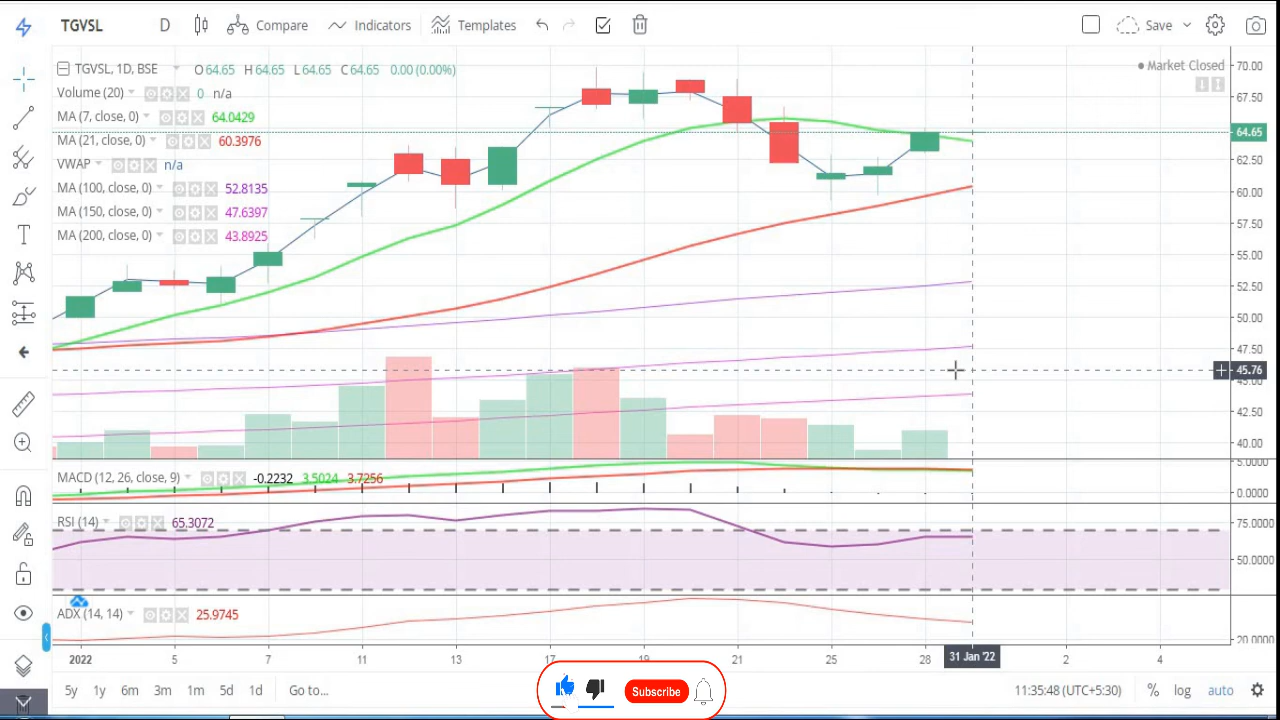 TGVSL D Compare Indicators Templates Save
TGVSL, 1D, BSE O64.65 H64.65 L64.65 C64.65 0.00 (0.00%)
Market Closed
Volume (20) 0 n/a
MA (7, close, 0) 64.0429
MA (21, close, 0) 60.3976
VWAP n/a
MA (100, close, 0) 52.8135
MA (150, close, 0) 47.6397
MA (200, close, 0) 43.8925
70.00
67.50
64.65
62.50
60.00
57.50
55.00
52.50
50.00
47.50
45.76
45.00
42.50
40.00
MACD (12, 26, close, 9) -0.2232 3.5024 3.7256
5.0000
0.0000
RSI (14) 65.3072
75.0000
50.0000
ADX (14, 14) 25.9745
20.0000
2022 5 7 11 13 17 19 21 25 28 31 Jan '22 2 4
5y 1y 6m 3m 1m 5d 1d Go to... 11:35:48 (UTC+5:30) % log auto
Subscribe